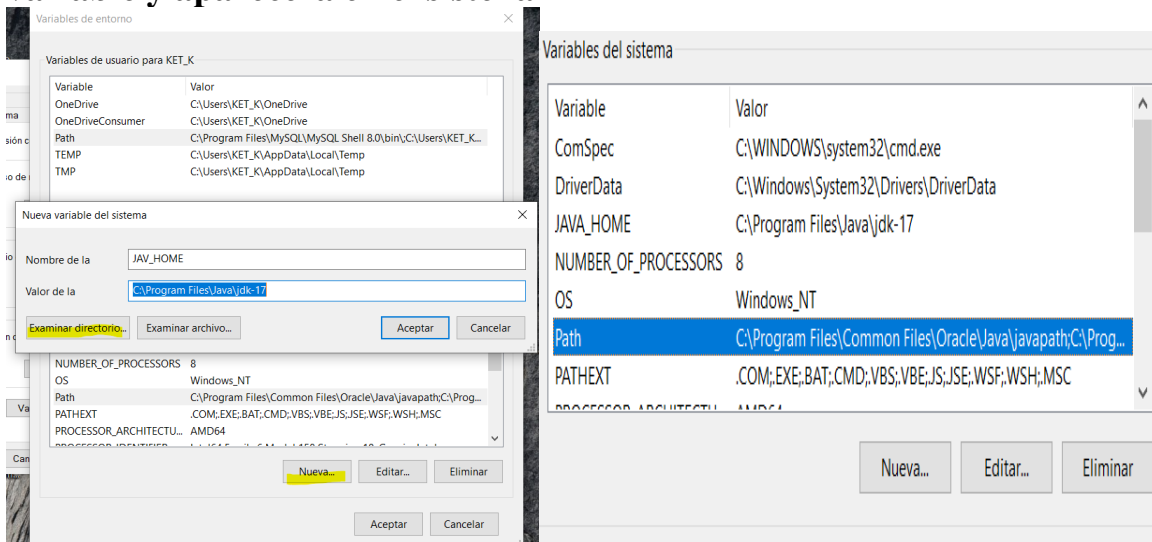 Variables de entorno
Variables de usuario para KET_K
Variable Valor
OneDrive C:\Users\KET_K\OneDrive
OneDriveConsumer C:\Users\KET_K\OneDrive
Path C:\Program Files\MySQL\MySQL Shell 8.0\bin\;C:\Users\KET_K...
TEMP C:\Users\KET_K\AppData\Local\Temp
TMP C:\Users\KET_K\AppData\Local\Temp
Nueva variable del sistema
Nombre de la JAV_HOME
Valor de la C:\Program Files\Java\jdk-17
Examinar directorio... Examinar archivo... Aceptar Cancelar
NUMBER_OF_PROCESSORS 8
OS Windows_NT
Path C:\Program Files\Common Files\Oracle\Java\javapath;C:\Prog...
PATHEXT .COM;.EXE;.BAT;.CMD;.VBS;.VBE;.JS;.JSE;.WSF;.WSH;.MSC
PROCESSOR_ARCHITECTU... AMD64
Nueva... Editar... Eliminar
Aceptar Cancelar
Variables del sistema
Variable Valor
ComSpec C:\WINDOWS\system32\cmd.exe
DriverData C:\Windows\System32\Drivers\DriverData
JAVA_HOME C:\Program Files\Java\jdk-17
NUMBER_OF_PROCESSORS 8
OS Windows_NT
Path C:\Program Files\Common Files\Oracle\Java\javapath;C:\Prog...
PATHEXT .COM;.EXE;.BAT;.CMD;.VBS;.VBE;.JS;.JSE;.WSF;.WSH;.MSC
Nueva... Editar... Eliminar